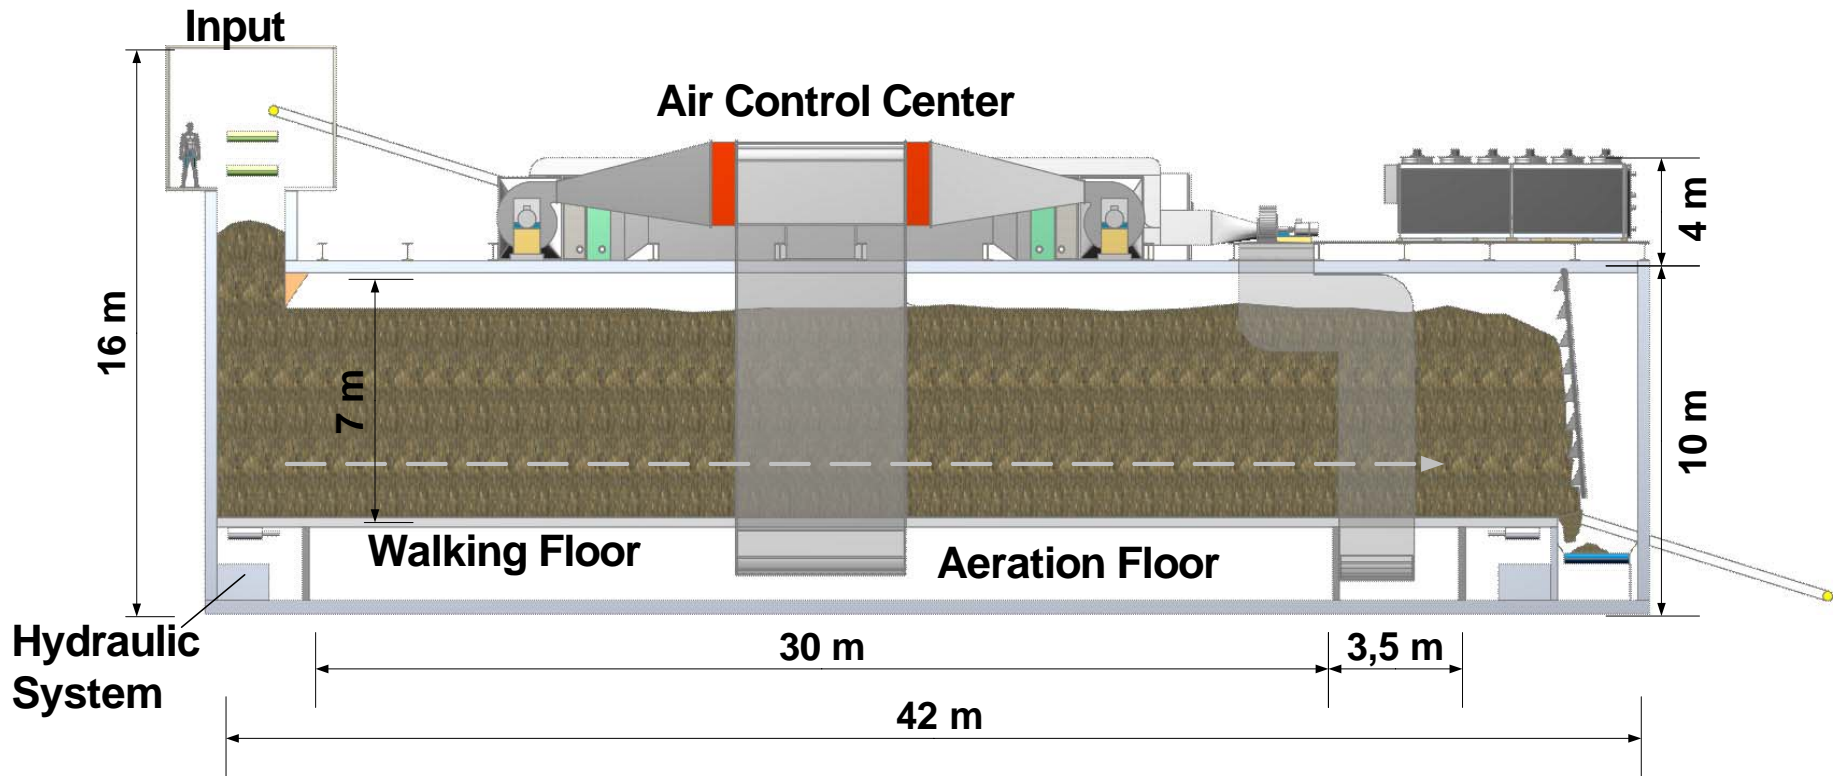 Input
Air Control Center
4 m
16 m
7 m
10 m
Walking Floor
Aeration Floor
Hydraulic
System
30 m
3,5 m
42 m